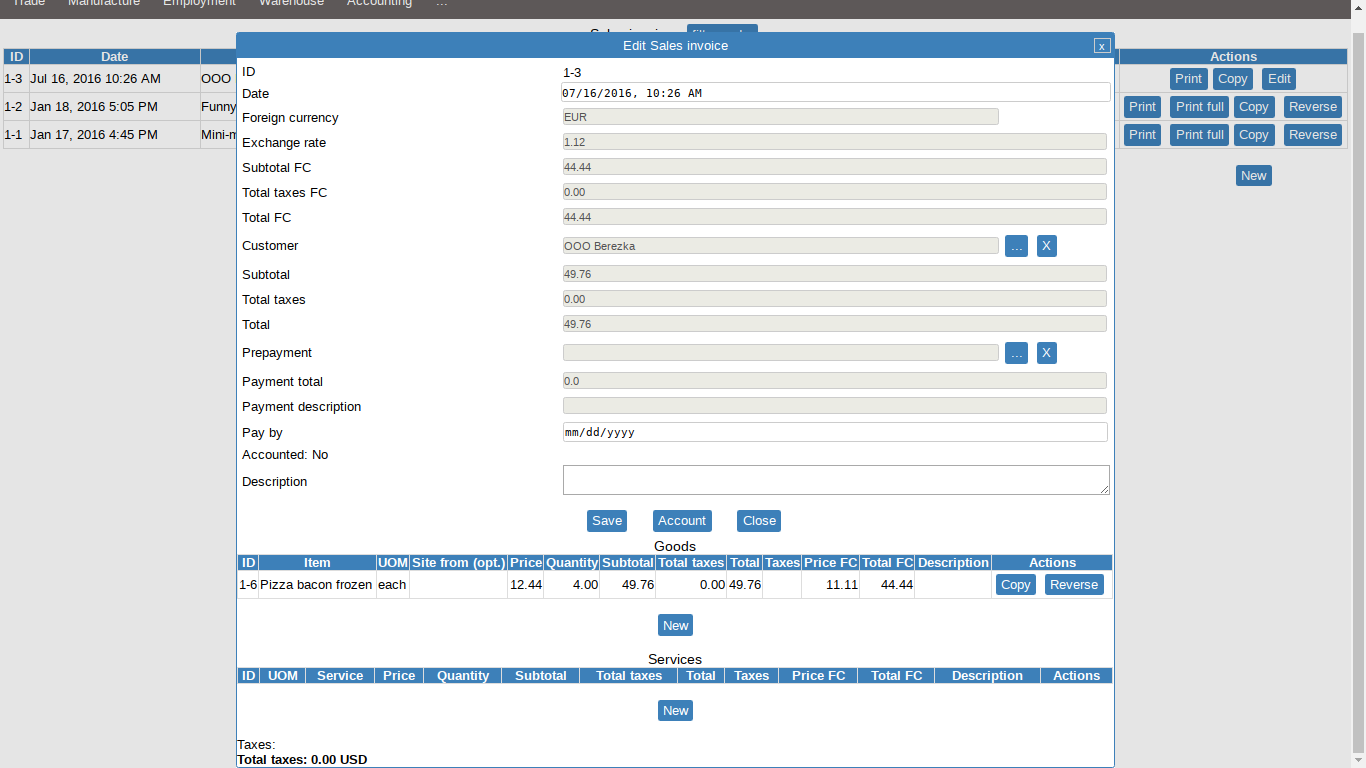 Trade Manufacture Employment Warehouse Accounting ...
Edit Sales invoice x
ID Date Actions
1-3 Jul 16, 2016 10:26 AM OOO Print Copy Edit
1-2 Jan 18, 2016 5:05 PM Funny Print Print full Copy Reverse
1-1 Jan 17, 2016 4:45 PM Mini-m Print Print full Copy Reverse
New
ID 1-3
Date 07/16/2016, 10:26 AM
Foreign currency EUR
Exchange rate 1.12
Subtotal FC 44.44
Total taxes FC 0.00
Total FC 44.44
Customer OOO Berezka ... X
Subtotal 49.76
Total taxes 0.00
Total 49.76
Prepayment ... X
Payment total 0.0
Payment description
Pay by mm/dd/yyyy
Accounted: No
Description
Save Account Close
Goods
ID Item UOM Site from (opt.) Price Quantity Subtotal Total taxes Total Taxes Price FC Total FC Description Actions
1-6 Pizza bacon frozen each 12.44 4.00 49.76 0.00 49.76 11.11 44.44 Copy Reverse
New
Services
ID UOM Service Price Quantity Subtotal Total taxes Total Taxes Price FC Total FC Description Actions
New
Taxes:
Total taxes: 0.00 USD